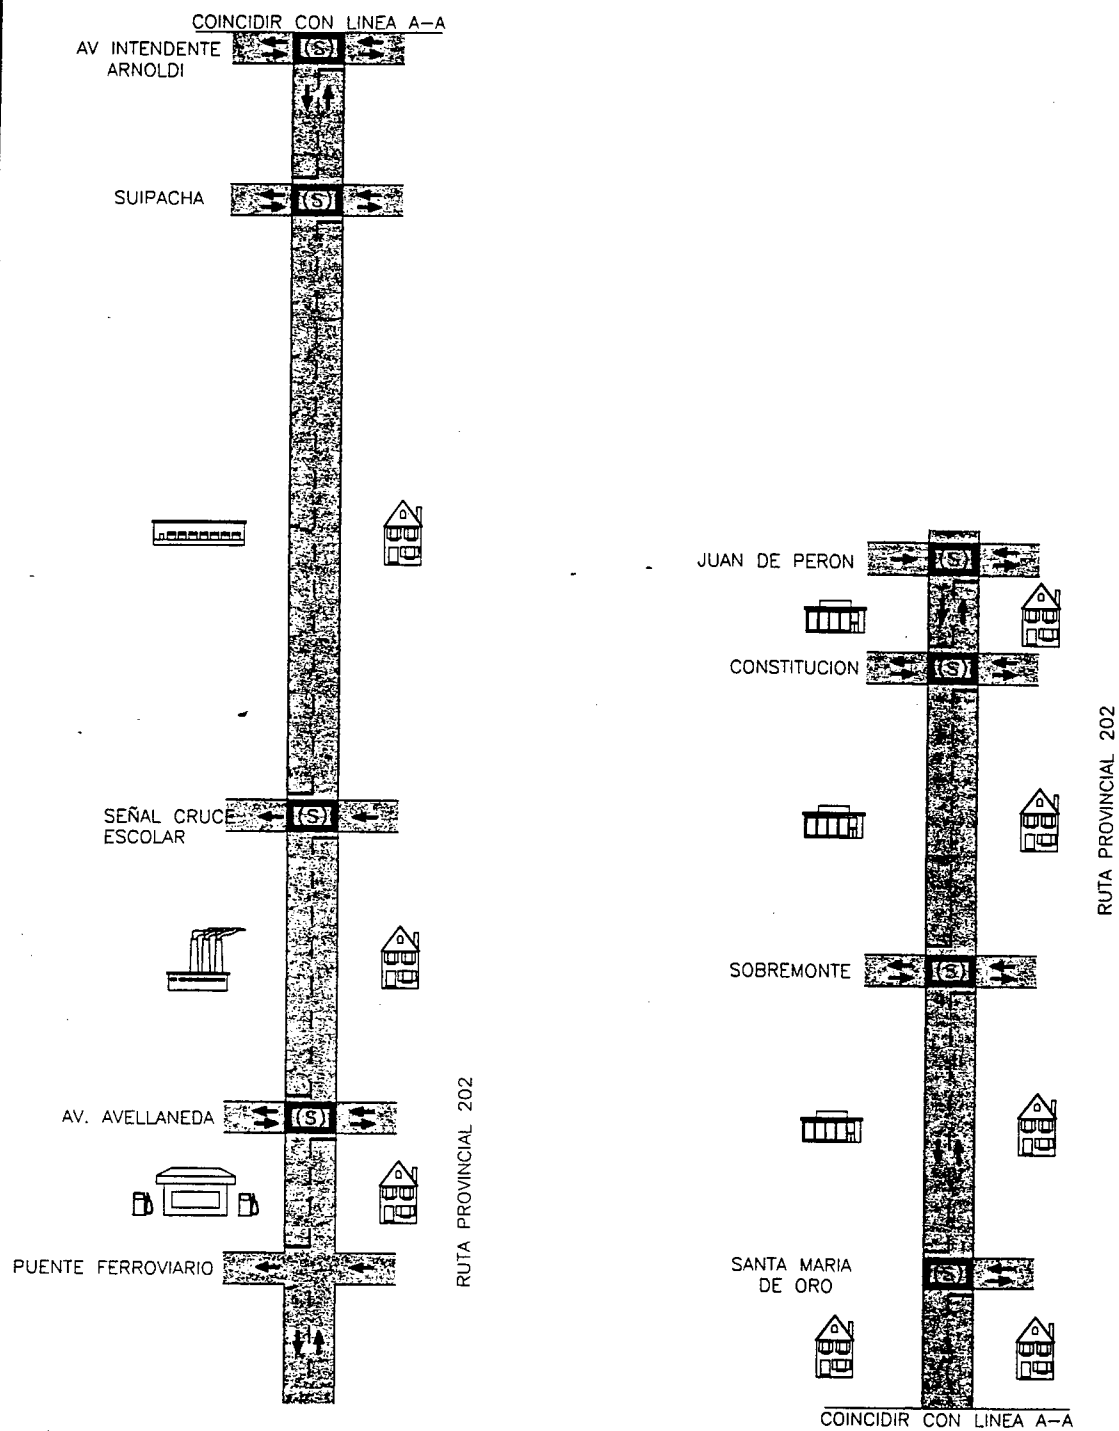 COINCIDIR CON LINEA A-A
AV INTENDENTE
ARNOLDI
(S)
SUIPACHA
(S)
SEÑAL CRUCE
ESCOLAR
(S)
AV. AVELLANEDA
(S)
PUENTE FERROVIARIO
RUTA PROVINCIAL 202
JUAN DE PERON
(S)
CONSTITUCION
(S)
SOBREMONTE
(S)
SANTA MARIA
DE ORO
(S)
RUTA PROVINCIAL 202
COINCIDIR CON LINEA A-A